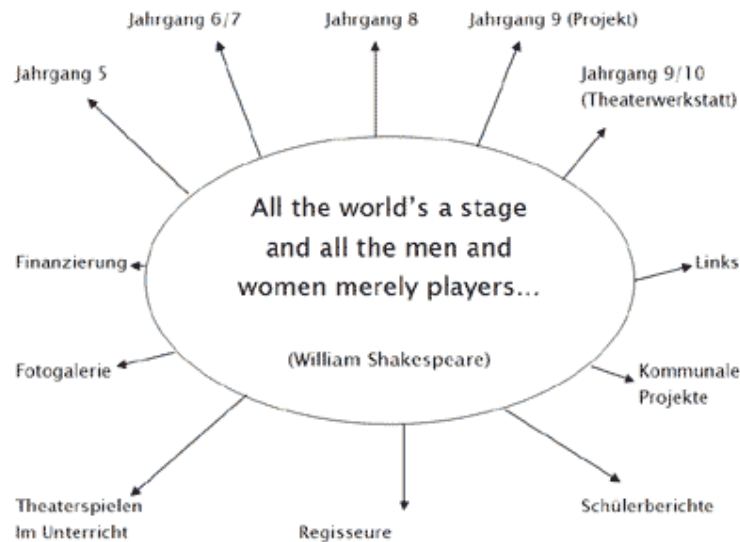 Jahrgang 6/7
Jahrgang 8
Jahrgang 9 (Projekt)
Jahrgang 5
Jahrgang 9/10
(Theaterwerkstatt)
All the world's a stage
and all the men and
women merely players...
(William Shakespeare)
Finanzierung
Links
Fotogalerie
Kommunale
Projekte
Theaterspielen
Im Unterricht
Regisseure
Schülerberichte